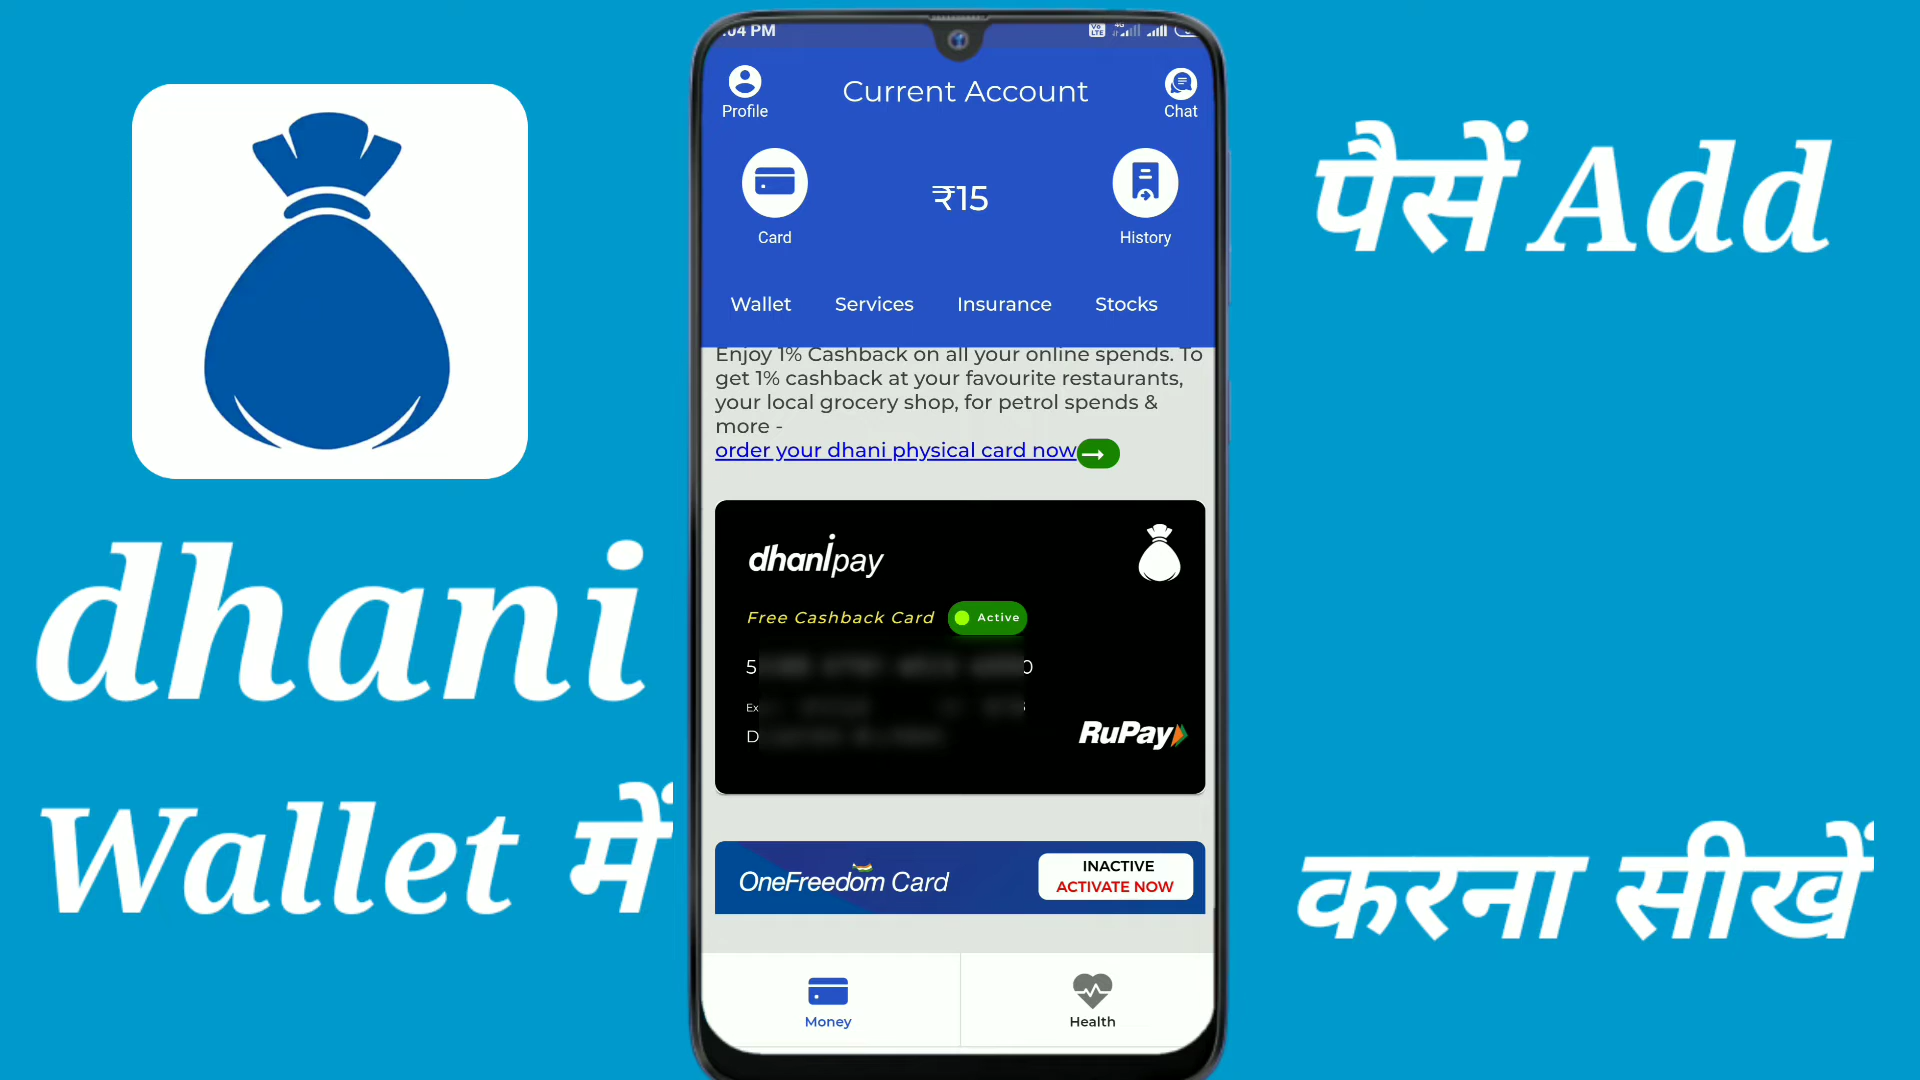 dhani
Wallet में
पैसें Add
करना सीखें
:04 PM
Profile
Current Account
Chat
Card
₹15
History
Wallet Services Insurance Stocks
Enjoy 1% Cashback on all your online spends. To
get 1% cashback at your favourite restaurants,
your local grocery shop, for petrol spends &
more -
order your dhani physical card now
dhanipay
Free Cashback Card Active
5 0
Ex
D
RuPay
OneFreedom Card
INACTIVE
ACTIVATE NOW
Money
Health